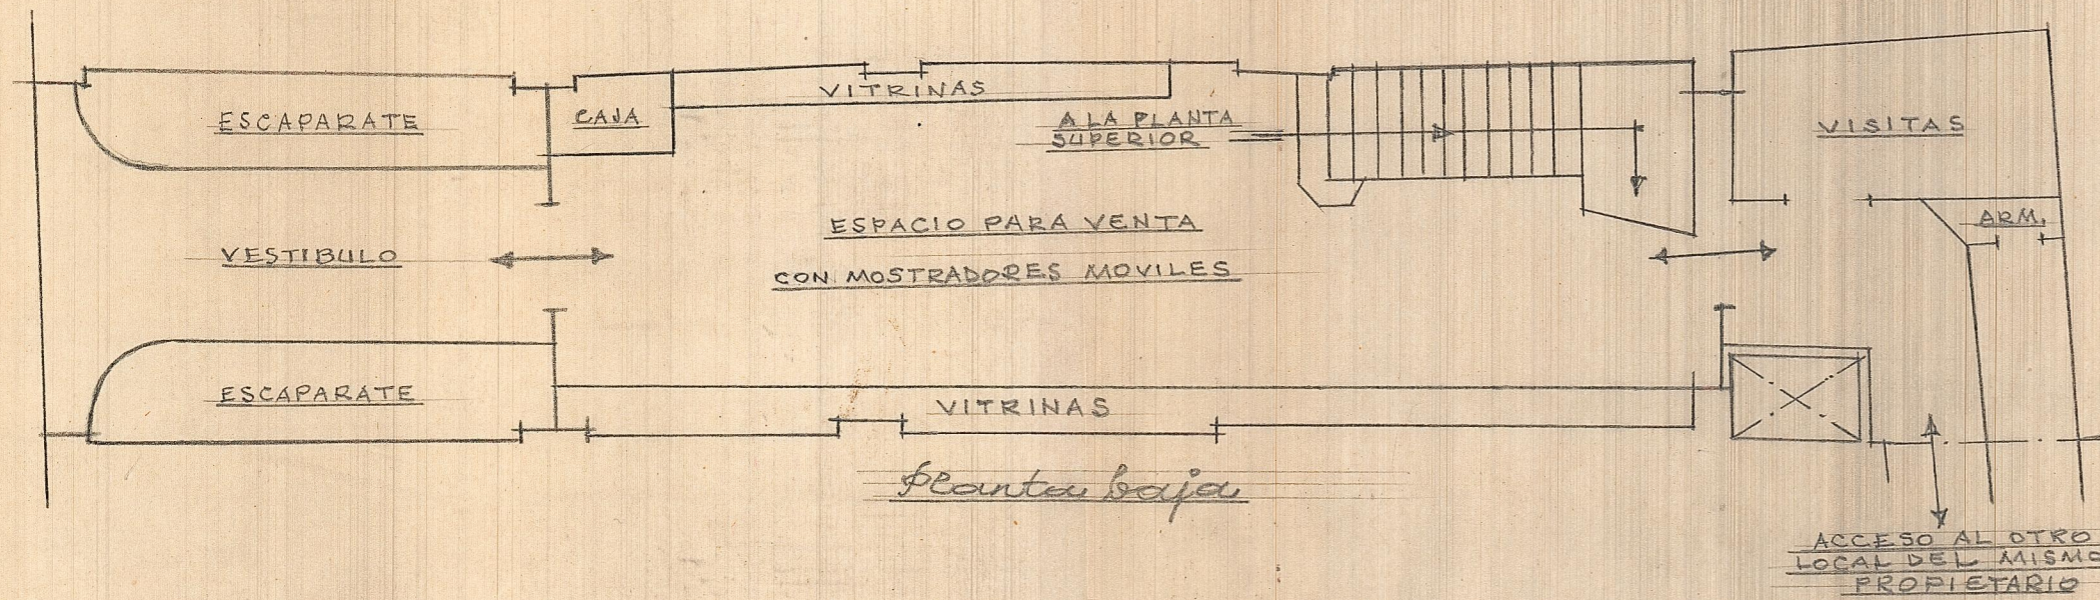 ESCAPARATE
CAJA
VITRINAS
A LA PLANTA
SUPERIOR
VISITAS
ARM.
ESPACIO PARA VENTA
CON MOSTRADORES MOVILES
VESTIBULO
ESCAPARATE
VITRINAS
Planta baja
ACCESO AL OTRO
LOCAL DEL MISMO
PROPIETARIO